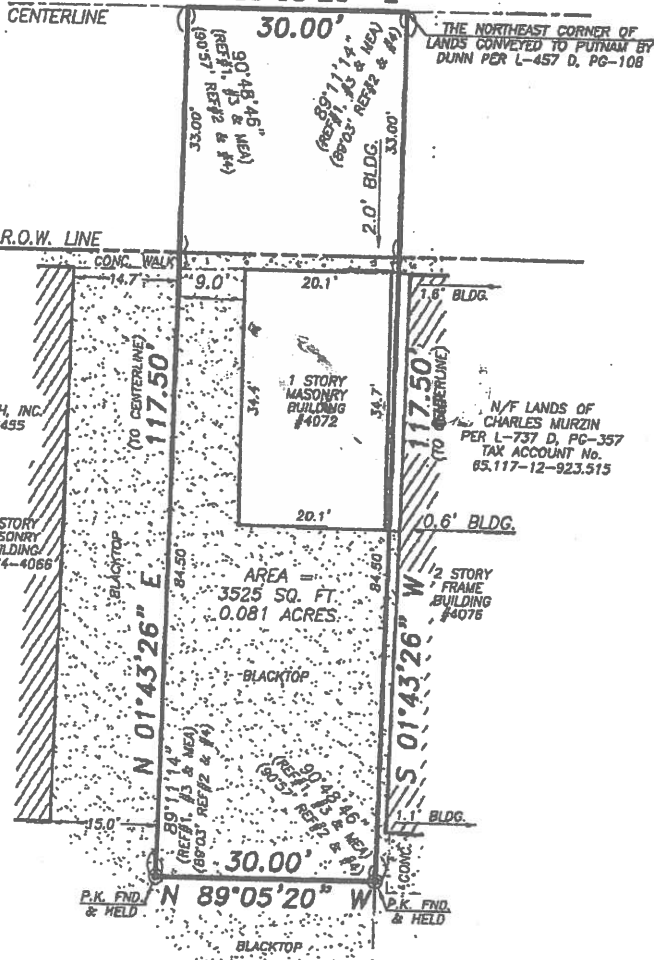 CENTERLINE
30.00'
THE NORTHEAST CORNER OF
LANDS CONVEYED TO PUTNAM BY
DUNN PER L-457 D, PG-108
33.00'
90°48'46"
(REF#1, #3 & MEA)
(90°57' REF#2 & #4)
89°11'14"
(REF#1, #3 & MEA)
(89°03' REF#2 & #4)
33.00'
2.0' BLDG.
R.O.W. LINE
CONC. WALK
14.7'
9.0'
20.1'
1.6' BLDG.
(TO CENTERLINE)
117.50'
34.4'
1 STORY
MASONRY
BUILDING
#4072
34.7'
117.50'
(TO CENTERLINE)
N/F LANDS OF
CHARLES MURZIN
PER L-737 D, PG-357
TAX ACCOUNT No.
65.117-12-923.515
H, INC.
455
20.1'
0.6' BLDG.
STORY
SONRY
ILDING
4-4066
BLACKTOP
84.50'
AREA =
3525 SQ. FT.
0.081 ACRES
84.50'
2 STORY
FRAME
BUILDING
#4076
N 01°43'26" E
BLACKTOP
S 01°43'26" W
89°11'14"
(REF#1, #3 & MEA)
(89°03' REF#2 & #4)
90°48'46"
(REF#1, #3 & MEA)
(90°57' REF#2 & #4)
15.0'
1.1' BLDG.
30.00'
CONC.
P.K. FND.
& HELD
N 89°05'20" W
P.K. FND.
& HELD
BLACKTOP